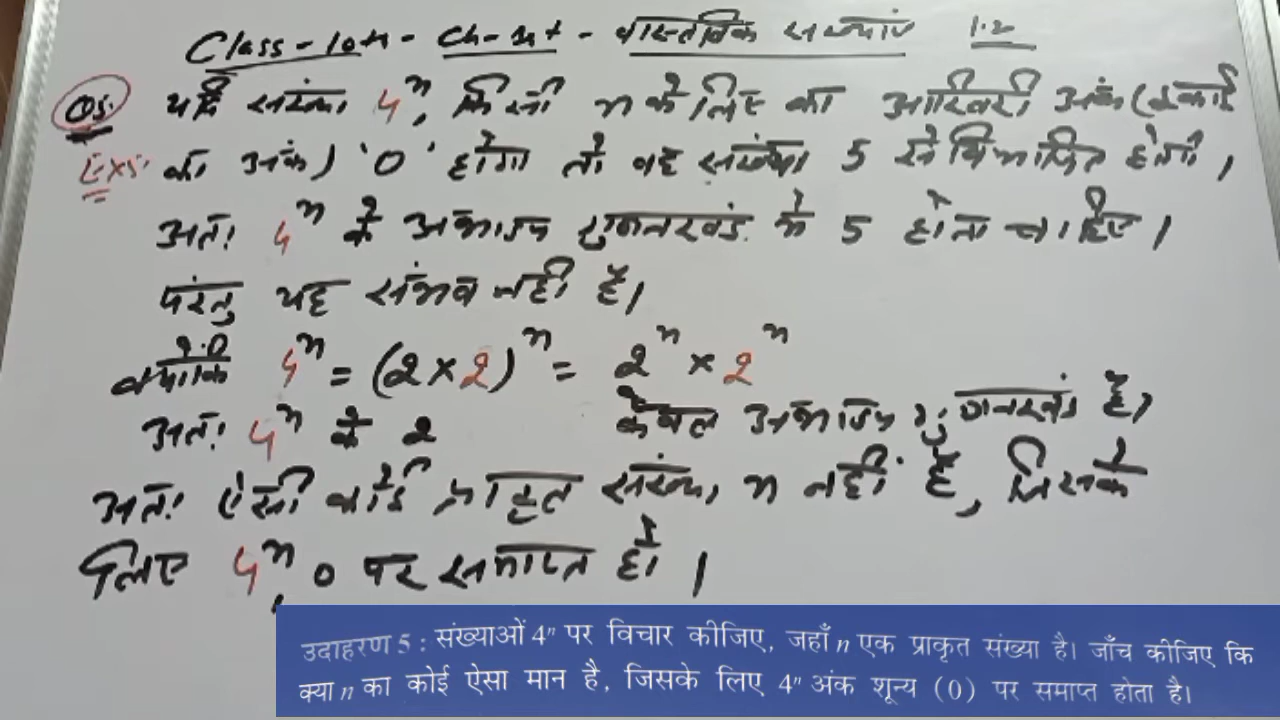 Class-10th - Ch-1st - वास्तविक संख्याएं 1.2
Q5. यदि संख्या 4ⁿ, किसी n के लिए का आखिरी अंक (इकाई
Ex5. का अंक) '0' होगा तो वह संख्या 5 से विभाजित होगी।
अतः 4ⁿ के अभाज्य गुणनखंड के 5 होना चाहिए।
परंतु यह संभव नहीं है।
क्योंकि 4ⁿ = (2×2)ⁿ = 2ⁿ × 2ⁿ
अतः 4ⁿ के 2 केवल अभाज्य गुणनखंड है,
अतः ऐसी कोई प्राकृत संख्या n नहीं है, जिसके
लिए 4ⁿ, 0 पर समाप्त हो।
उदाहरण 5 : संख्याओं 4ⁿ पर विचार कीजिए, जहाँ n एक प्राकृत संख्या है। जाँच कीजिए कि
क्या n का कोई ऐसा मान है, जिसके लिए 4ⁿ अंक शून्य (0) पर समाप्त होता है।